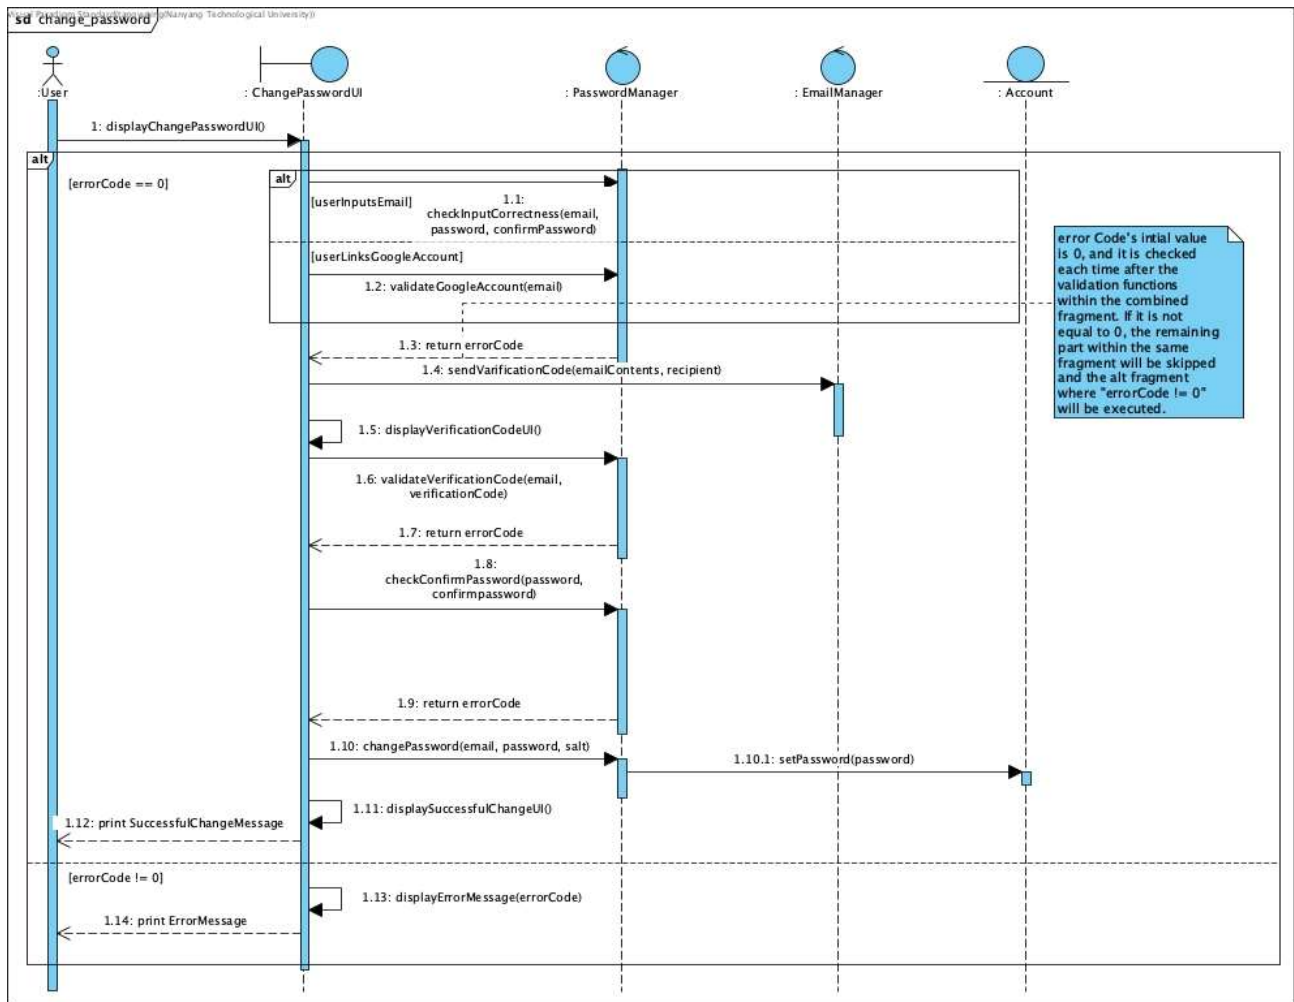 sd change_password
:User
: ChangePasswordUI
: PasswordManager
: EmailManager
: Account
1: displayChangePasswordUI()
alt
[errorCode == 0]
alt
[userInputsEmail]
1.1:
checkInputCorrectness(email,
password, confirmPassword)
[userLinksGoogleAccount]
1.2: validateGoogleAccount(email)
error Code's intial value
is 0, and it is checked
each time after the
validation functions
within the combined
fragment. If it is not
equal to 0, the remaining
part within the same
fragment will be skipped
and the alt fragment
where "errorCode != 0"
will be executed.
1.3: return errorCode
1.4: sendVarificationCode(emailContents, recipient)
1.5: displayVerificationCodeUI()
1.6: validateVerificationCode(email,
verificationCode)
1.7: return errorCode
1.8:
checkConfirmPassword(password,
confirmpassword)
1.9: return errorCode
1.10: changePassword(email, password, salt)
1.10.1: setPassword(password)
1.11: displaySuccessfulChangeUI()
1.12: print SuccessfulChangeMessage
[errorCode != 0]
1.13: displayErrorMessage(errorCode)
1.14: print ErrorMessage